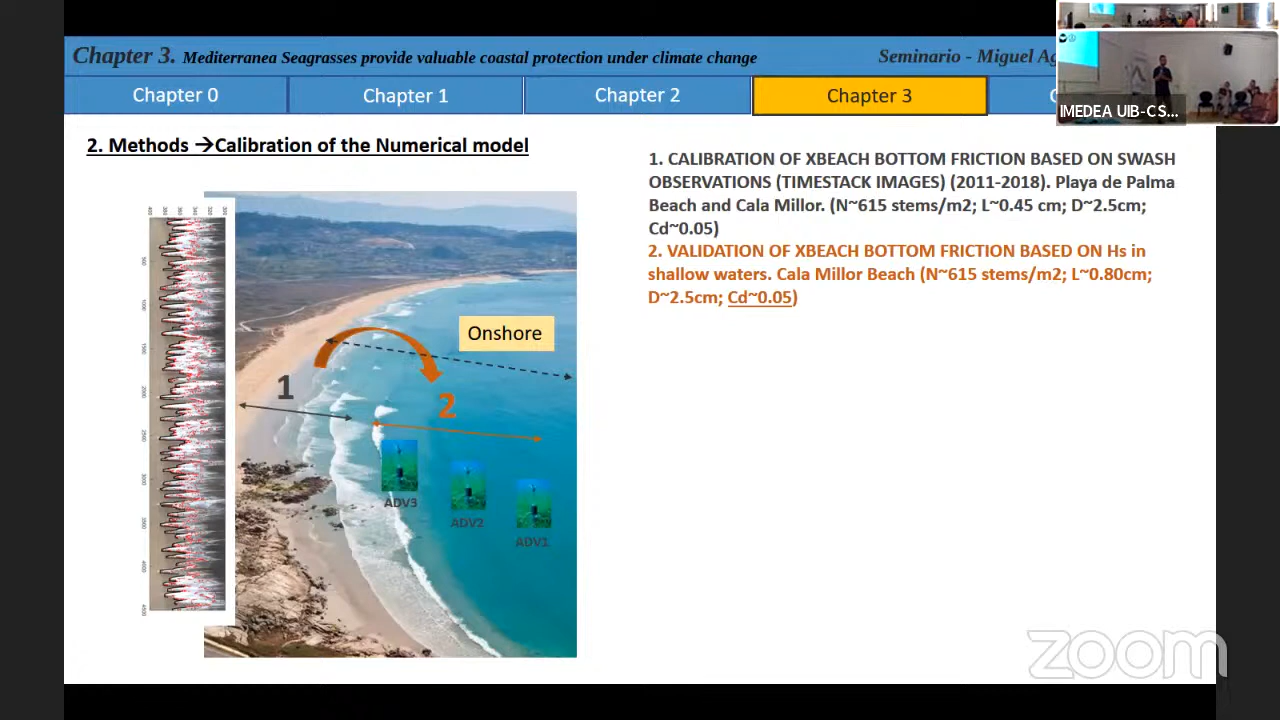 Chapter 3. Mediterranea Seagrasses provide valuable coastal protection under climate change
Seminario - Miguel Ag
Chapter 0
Chapter 1
Chapter 2
Chapter 3
IMEDEA UIB-CS...
2. Methods →Calibration of the Numerical model
1. CALIBRATION OF XBEACH BOTTOM FRICTION BASED ON SWASH
OBSERVATIONS (TIMESTACK IMAGES) (2011-2018). Playa de Palma
Beach and Cala Millor. (N~615 stems/m2; L~0.45 cm; D~2.5cm;
Cd~0.05)
2. VALIDATION OF XBEACH BOTTOM FRICTION BASED ON Hs in
shallow waters. Cala Millor Beach (N~615 stems/m2; L~0.80cm;
D~2.5cm; Cd~0.05)
Onshore
1
2
ADV3
ADV2
ADV1
zoom